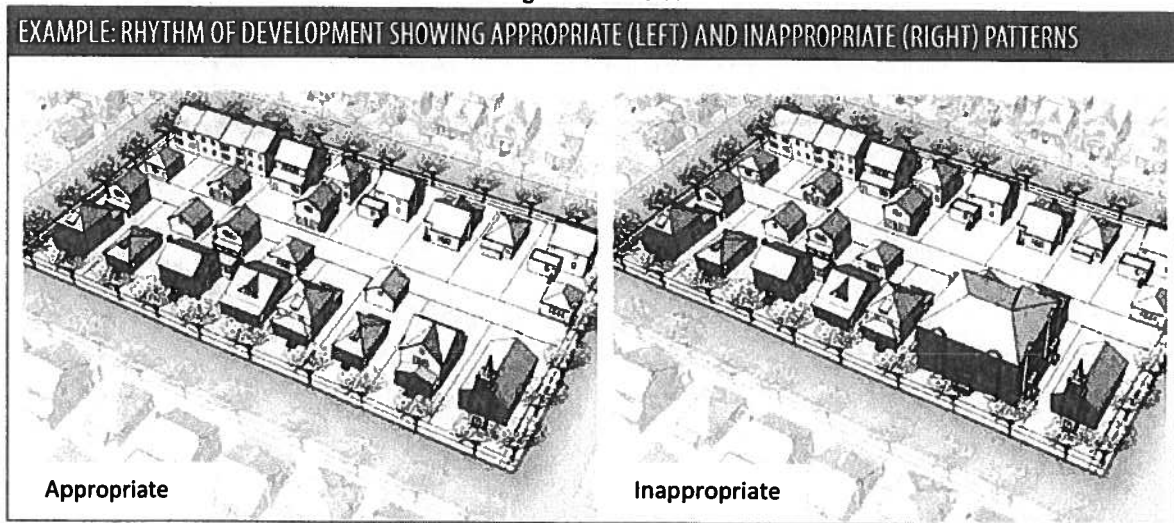 EXAMPLE: RHYTHM OF DEVELOPMENT SHOWING APPROPRIATE (LEFT) AND INAPPROPRIATE (RIGHT) PATTERNS
Appropriate
Inappropriate